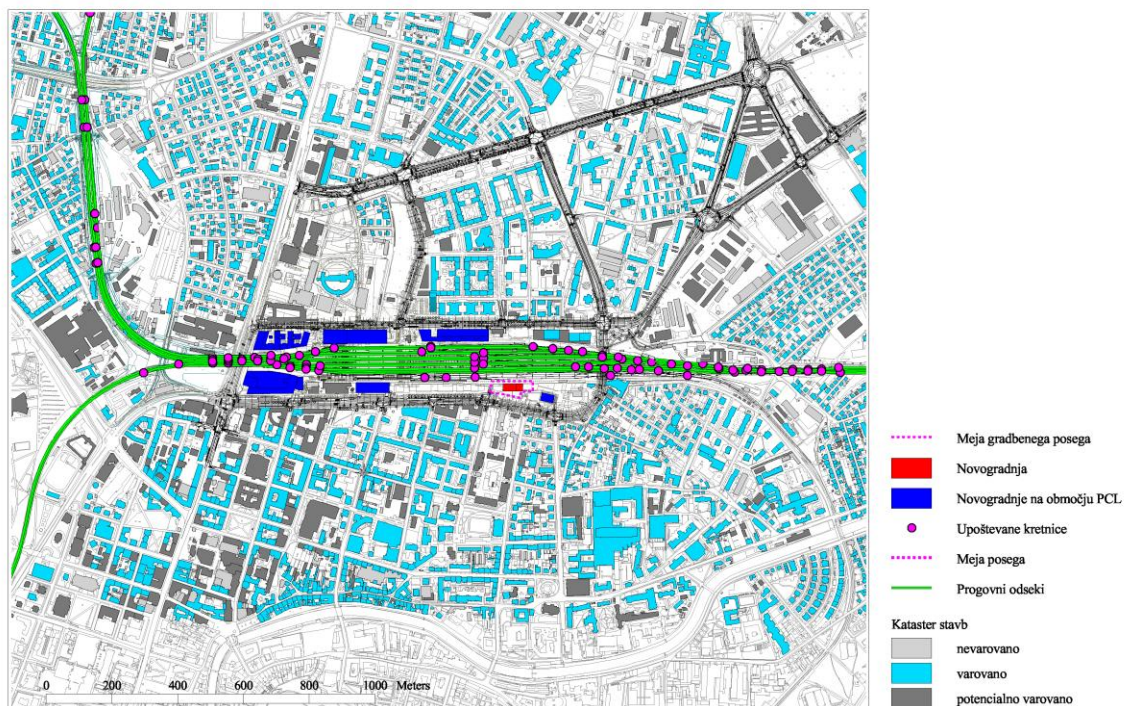 Meja gradbenega posega
Novogradnja
Novogradnje na območju PCL
Upoštevane kretnice
Meja posega
Progovni odseki
Kataster stavb
nevarovano
varovano
potencialno varovano
0 200 400 600 800 1000 Meters